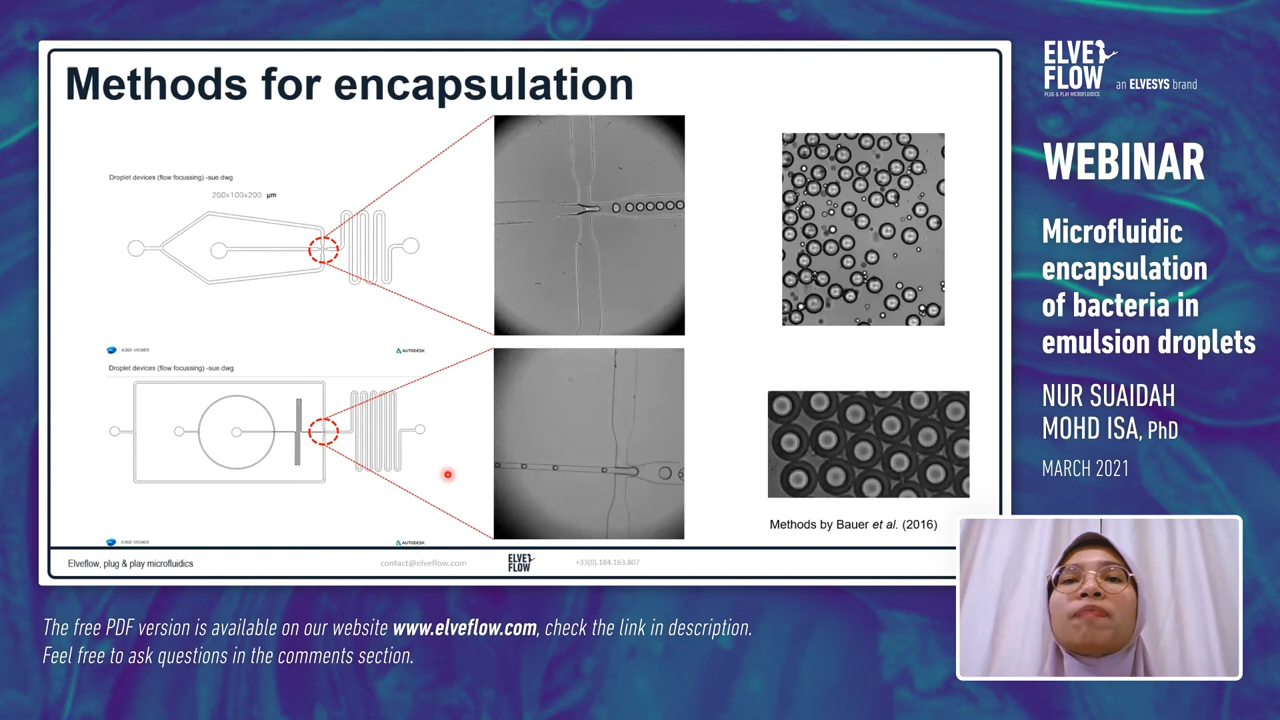 Methods for encapsulation
Droplet devices (flow focussing) -sue.dwg
200x100x200 µm
A360 VIEWER
AUTODESK
Droplet devices (flow focussing) -sue.dwg
A360 VIEWER
AUTODESK
Methods by Bauer et al. (2016)
Elveflow, plug & play microfluidics
contact@elveflow.com
ELVE
FLOW
+33(0).184.163.807
ELVE
FLOW
PLUG & PLAY MICROFLUIDICS
an ELVESYS brand
WEBINAR
Microfluidic
encapsulation
of bacteria in
emulsion droplets
NUR SUAIDAH
MOHD ISA, PhD
MARCH 2021
The free PDF version is available on our website www.elveflow.com, check the link in description.
Feel free to ask questions in the comments section.